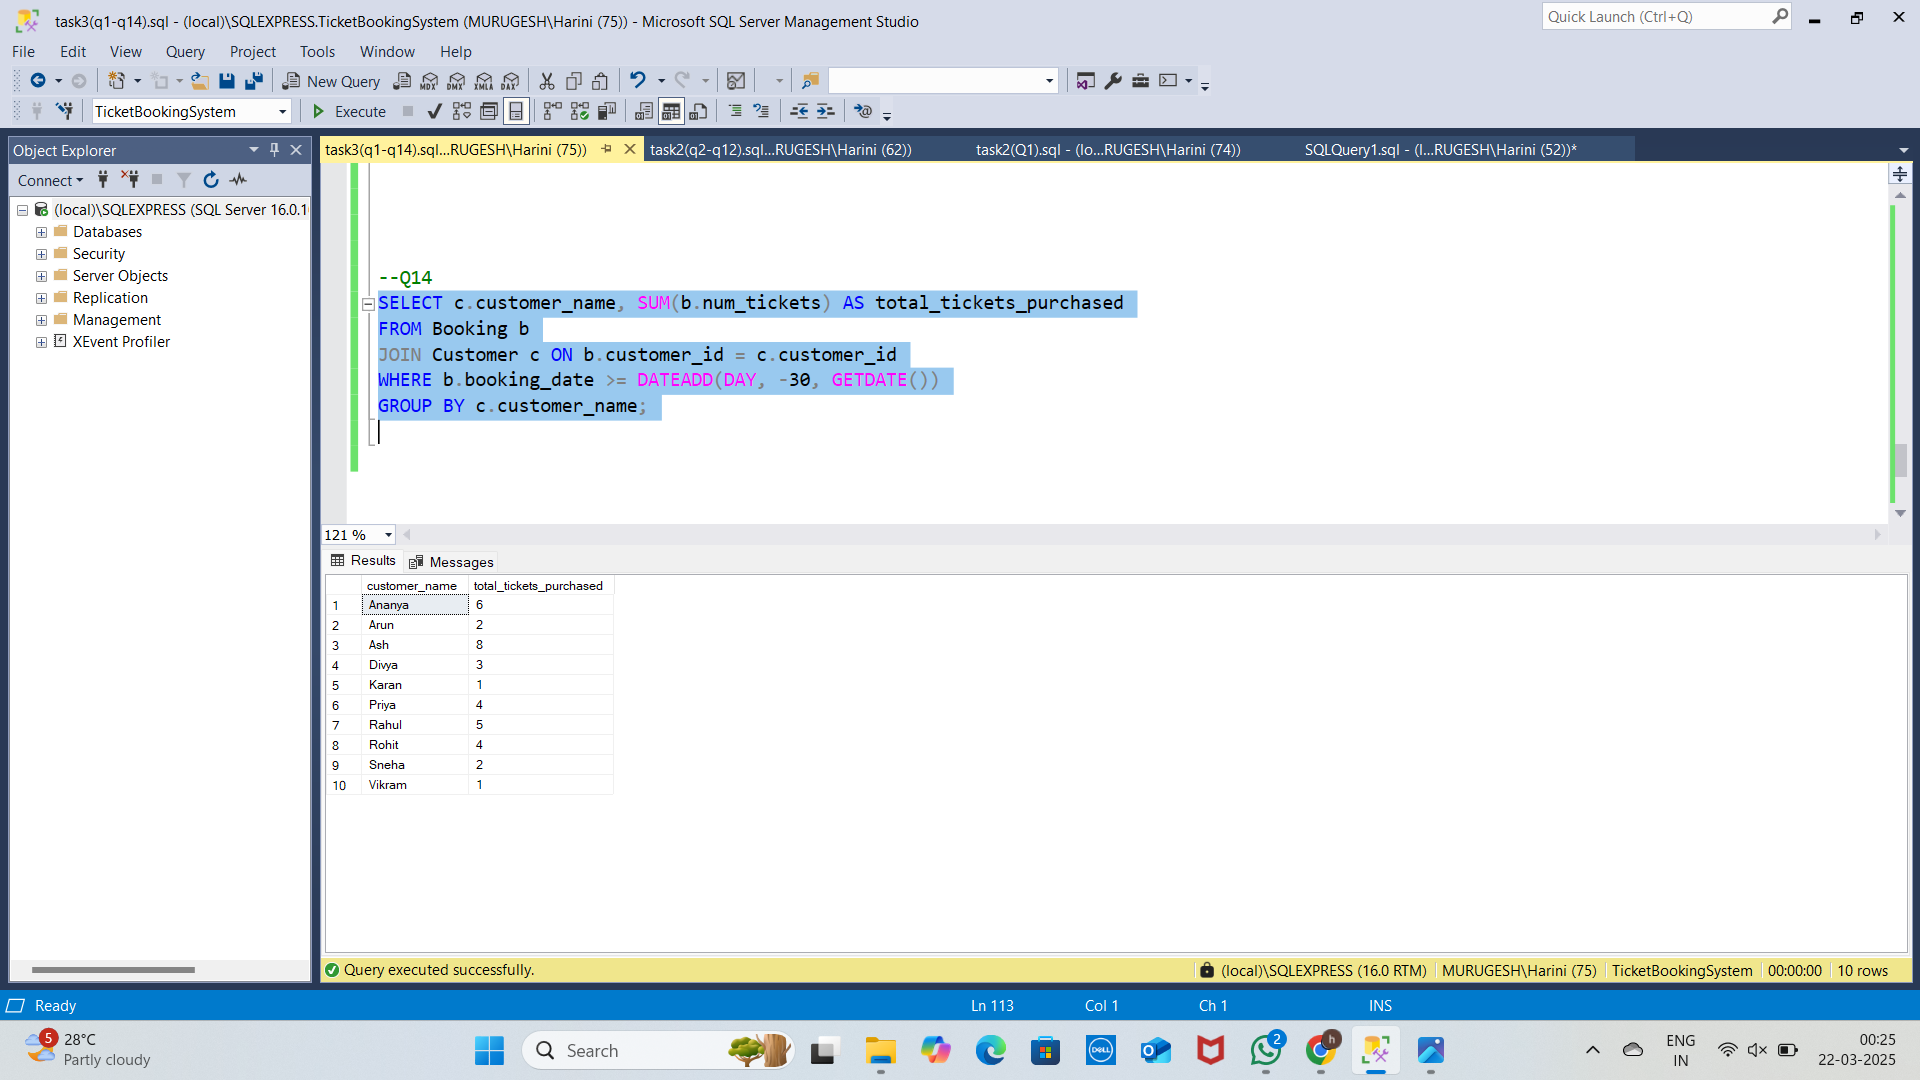 task3(q1-q14).sql - (local)\SQLEXPRESS.TicketBookingSystem (MURUGESH\Harini (75)) - Microsoft SQL Server Management Studio
Quick Launch (Ctrl+Q)
File Edit View Query Project Tools Window Help
New Query MDX DMX XMLA DAX
TicketBookingSystem Execute
Object Explorer
task3(q1-q14).sql...RUGESH\Harini (75)) task2(q2-q12).sql...RUGESH\Harini (62)) task2(Q1).sql - (lo...RUGESH\Harini (74)) SQLQuery1.sql - (l...RUGESH\Harini (52))*
Connect
(local)\SQLEXPRESS (SQL Server 16.0.1
Databases
Security
Server Objects
Replication
Management
XEvent Profiler
--Q14
SELECT c.customer_name, SUM(b.num_tickets) AS total_tickets_purchased
FROM Booking b
JOIN Customer c ON b.customer_id = c.customer_id
WHERE b.booking_date >= DATEADD(DAY, -30, GETDATE())
GROUP BY c.customer_name;
121 %
Results Messages
customer_name total_tickets_purchased
1 Ananya 6
2 Arun 2
3 Ash 8
4 Divya 3
5 Karan 1
6 Priya 4
7 Rahul 5
8 Rohit 4
9 Sneha 2
10 Vikram 1
Query executed successfully.
(local)\SQLEXPRESS (16.0 RTM) MURUGESH\Harini (75) TicketBookingSystem 00:00:00 10 rows
Ready Ln 113 Col 1 Ch 1 INS
5
28°C
Partly cloudy
Search
DELL
2
h
ENG
IN
00:25
22-03-2025